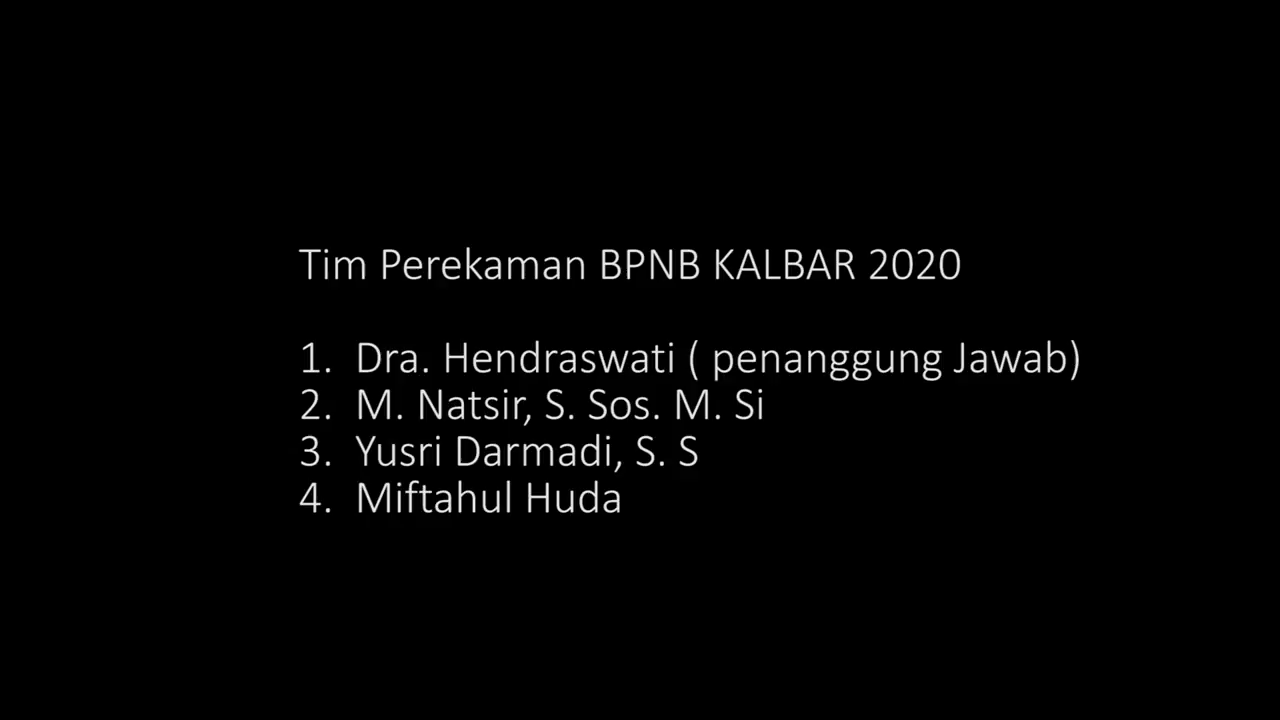 Tim Perekaman BPNB KALBAR 2020
1. Dra. Hendraswati ( penanggung Jawab)
2. M. Natsir, S. Sos. M. Si
3. Yusri Darmadi, S. S
4. Miftahul Huda